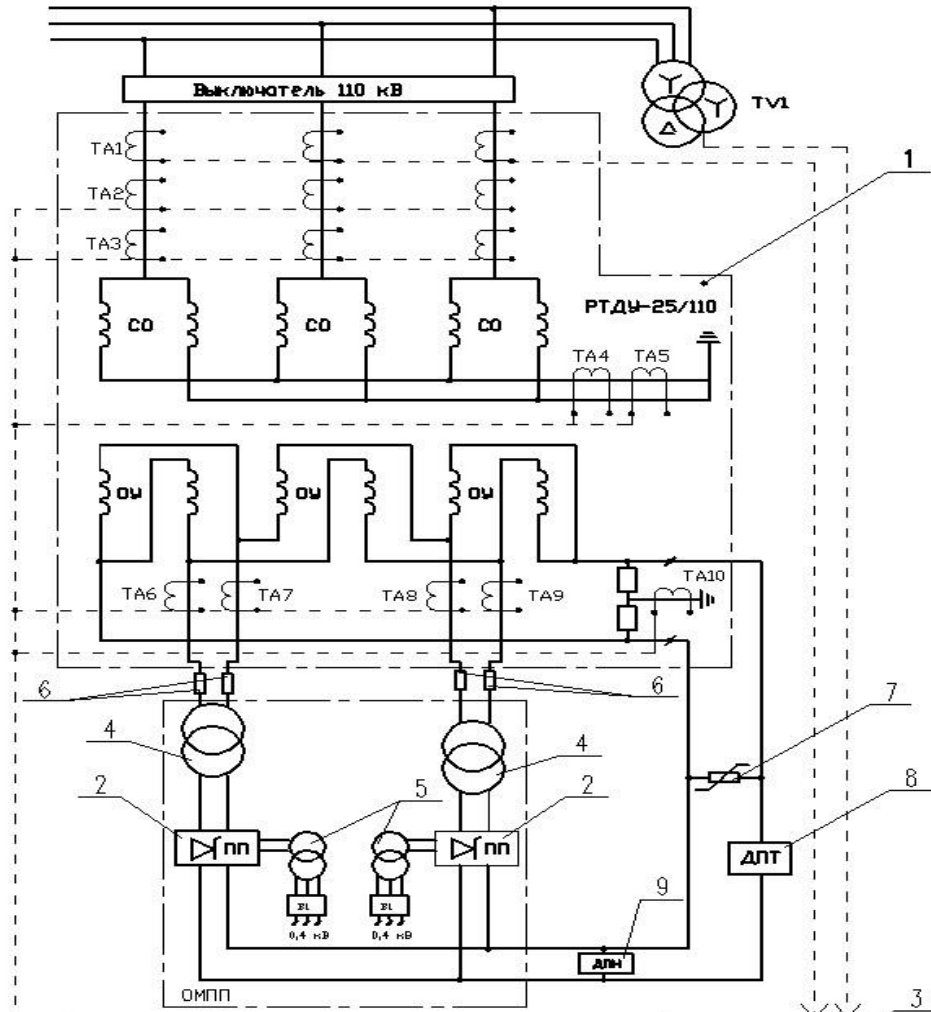 Выключатель 110 кВ
TV1
TA1
1
TA2
TA3
РТДУ-25/110
СО
СО
СО
TA4
TA5
ОУ
ОУ
ОУ
TA6
TA7
TA8
TA9
TA10
6
6
7
4
4
2
5
2
8
ПП
ПП
ДПТ
В1
В1
9
0,4 кВ
0,4 кВ
ДПН
ОМПП
3